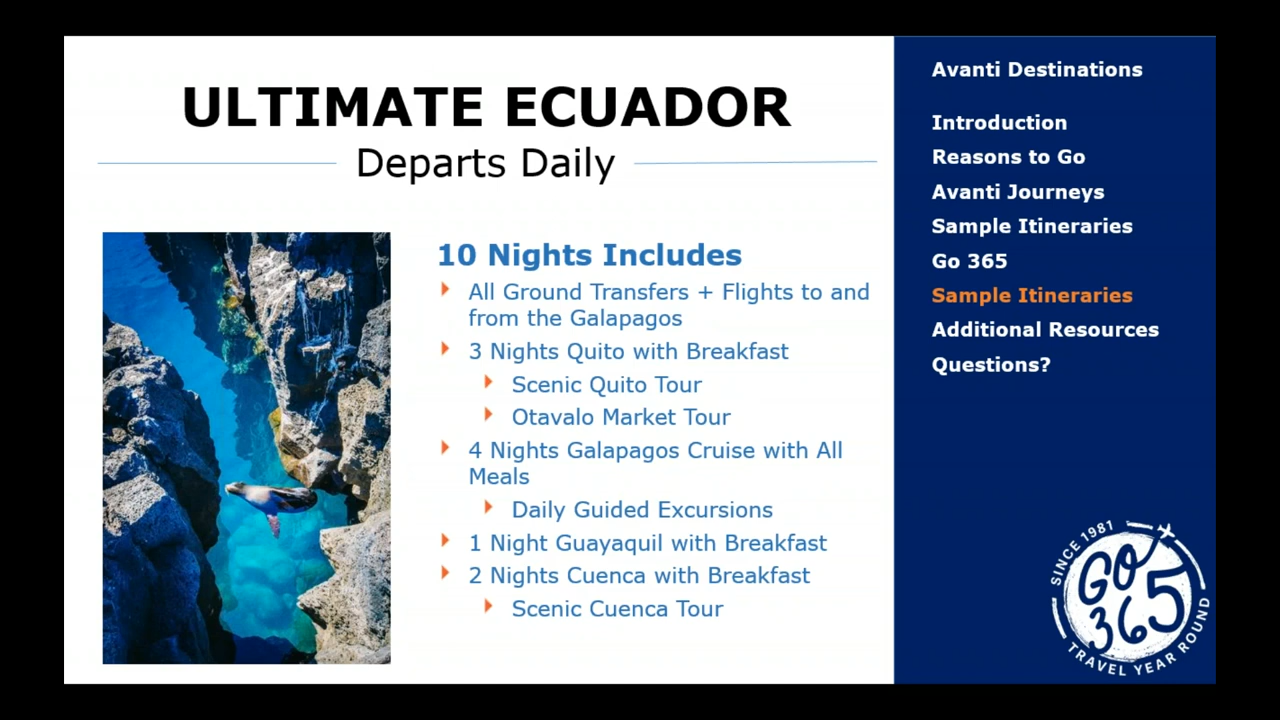 ULTIMATE ECUADOR
Departs Daily
10 Nights Includes
All Ground Transfers + Flights to and
from the Galapagos
3 Nights Quito with Breakfast
Scenic Quito Tour
Otavalo Market Tour
4 Nights Galapagos Cruise with All
Meals
Daily Guided Excursions
1 Night Guayaquil with Breakfast
2 Nights Cuenca with Breakfast
Scenic Cuenca Tour
Avanti Destinations
Introduction
Reasons to Go
Avanti Journeys
Sample Itineraries
Go 365
Sample Itineraries
Additional Resources
Questions?
SINCE 1981
GO
365
TRAVEL YEAR ROUND